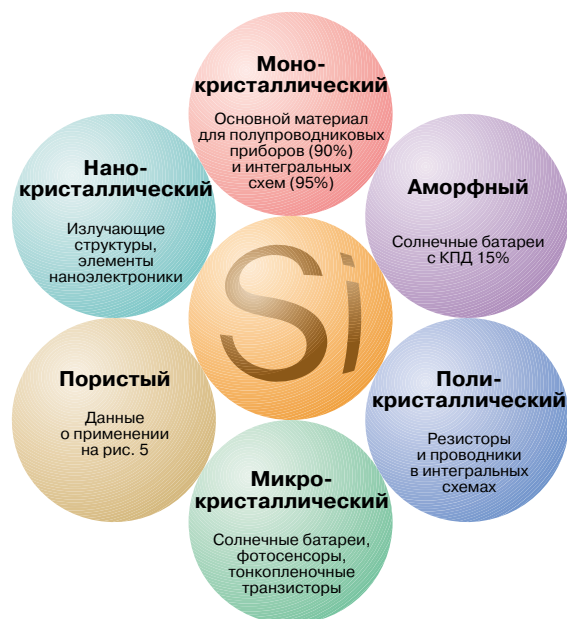 Моно-
кристаллический
Основной материал
для полупроводниковых
приборов (90%)
и интегральных
схем (95%)
Нано-
кристаллический
Излучающие
структуры,
элементы
наноэлектроники
Аморфный
Солнечные батареи
с КПД 15%
Si
Пористый
Данные
о применении
на рис. 5
Поли-
кристаллический
Резисторы
и проводники
в интегральных
схемах
Микро-
кристаллический
Солнечные батареи,
фотосенсоры,
тонкопленочные
транзисторы